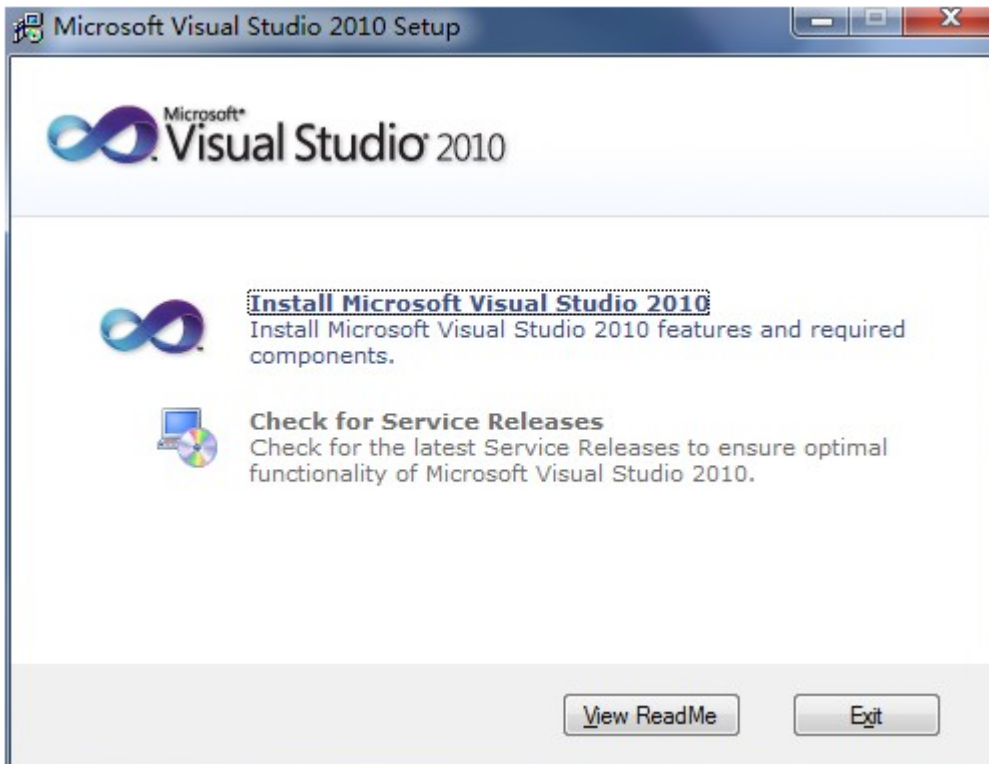 Microsoft Visual Studio 2010 Setup
Microsoft®
Visual Studio® 2010
Install Microsoft Visual Studio 2010
Install Microsoft Visual Studio 2010 features and required
components.
Check for Service Releases
Check for the latest Service Releases to ensure optimal
functionality of Microsoft Visual Studio 2010.
View ReadMe
Exit